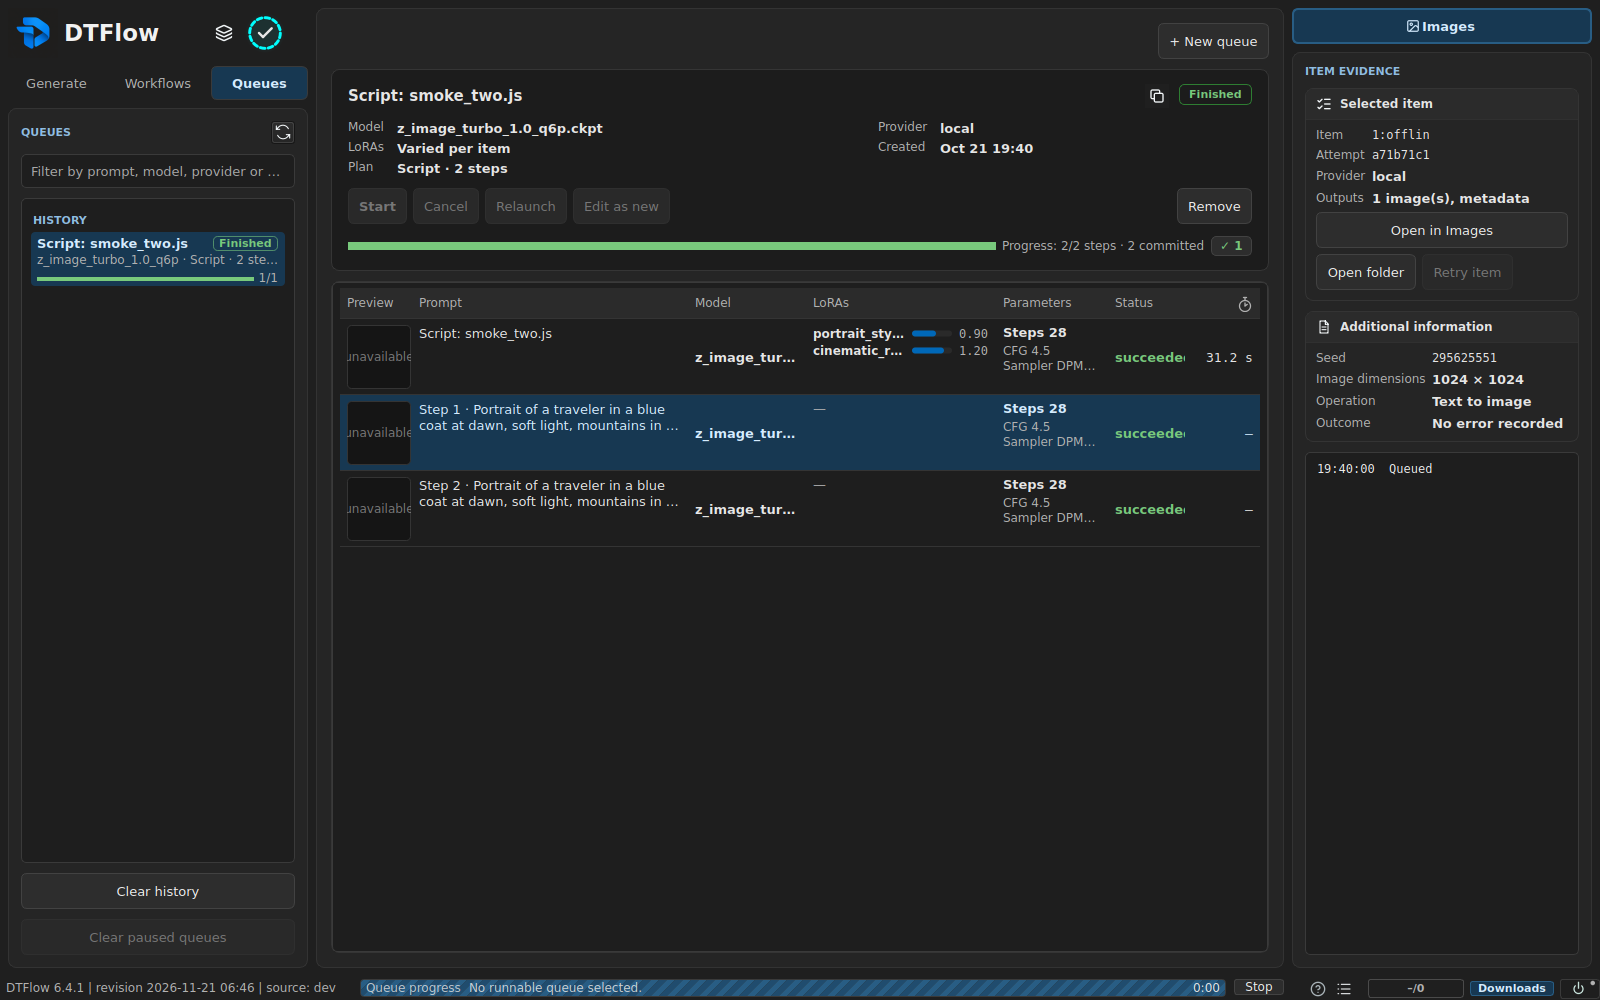 DTFlow
Generate Workflows Queues
QUEUES
Filter by prompt, model, provider or ...
HISTORY
Script: smoke_two.js Finished
z_image_turbo_1.0_q6p · Script · 2 ste...
1/1
Clear history
Clear paused queues
+ New queue
Script: smoke_two.js Finished
Model z_image_turbo_1.0_q6p.ckpt Provider local
LoRAs Varied per item Created Oct 21 19:40
Plan Script · 2 steps
Start Cancel Relaunch Edit as new Remove
Progress: 2/2 steps · 2 committed ✓ 1
Preview Prompt Model LoRAs Parameters Status
unavailable Script: smoke_two.js z_image_tur... portrait_sty... 0.90 Steps 28 succeeded 31.2 s
cinematic_r... 1.20 CFG 4.5
Sampler DPM...
unavailable Step 1 · Portrait of a traveler in a blue z_image_tur... — Steps 28 succeeded –
coat at dawn, soft light, mountains in ... CFG 4.5
Sampler DPM...
unavailable Step 2 · Portrait of a traveler in a blue z_image_tur... — Steps 28 succeeded –
coat at dawn, soft light, mountains in ... CFG 4.5
Sampler DPM...
Images
ITEM EVIDENCE
Selected item
Item 1:offlin
Attempt a71b71c1
Provider local
Outputs 1 image(s), metadata
Open in Images
Open folder Retry item
Additional information
Seed 295625551
Image dimensions 1024 × 1024
Operation Text to image
Outcome No error recorded
19:40:00 Queued
DTFlow 6.4.1 | revision 2026-11-21 06:46 | source: dev
Queue progress No runnable queue selected. 0:00 Stop
–/0 Downloads